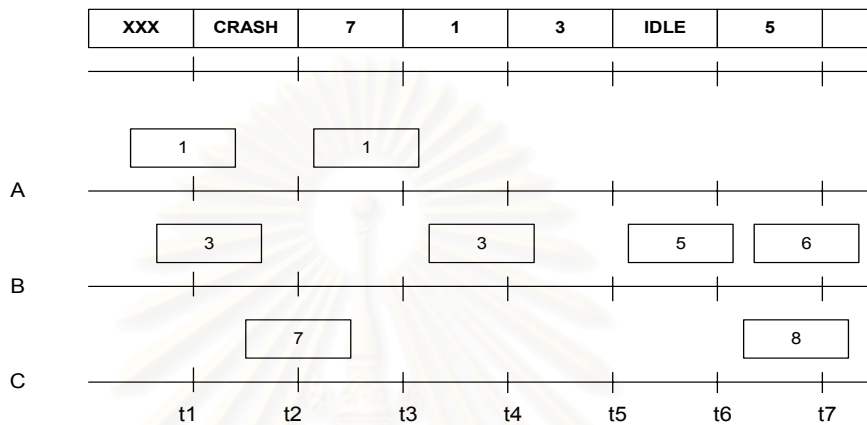 XXX CRASH 7 1 3 IDLE 5
1 1
A
3 3 5 6
B
7 8
C
t1 t2 t3 t4 t5 t6 t7